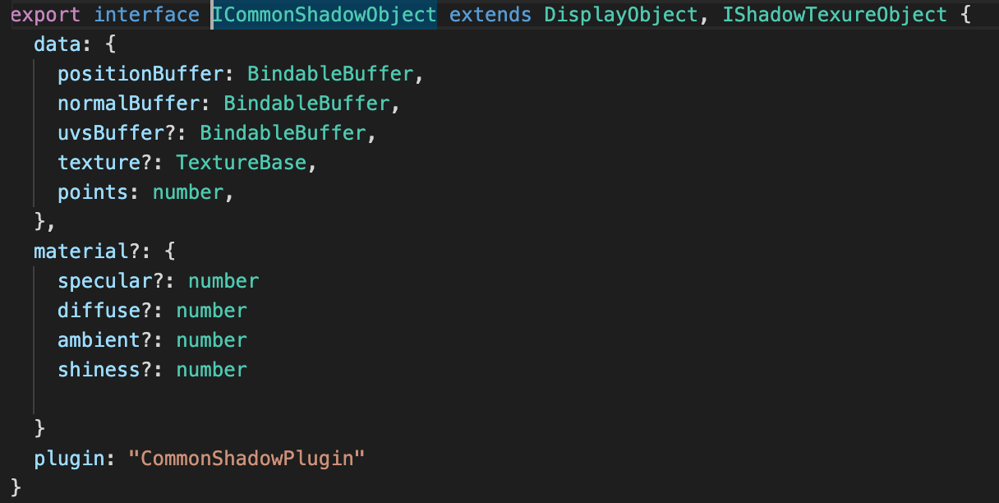 export interface ICommonShadowObject extends DisplayObject, IShadowTexureObject {
  data: {
    positionBuffer: BindableBuffer,
    normalBuffer: BindableBuffer,
    uvsBuffer?: BindableBuffer,
    texture?: TextureBase,
    points: number,
  },
  material?: {
    specular?: number
    diffuse?: number
    ambient?: number
    shiness?: number
  }
  plugin: "CommonShadowPlugin"
}